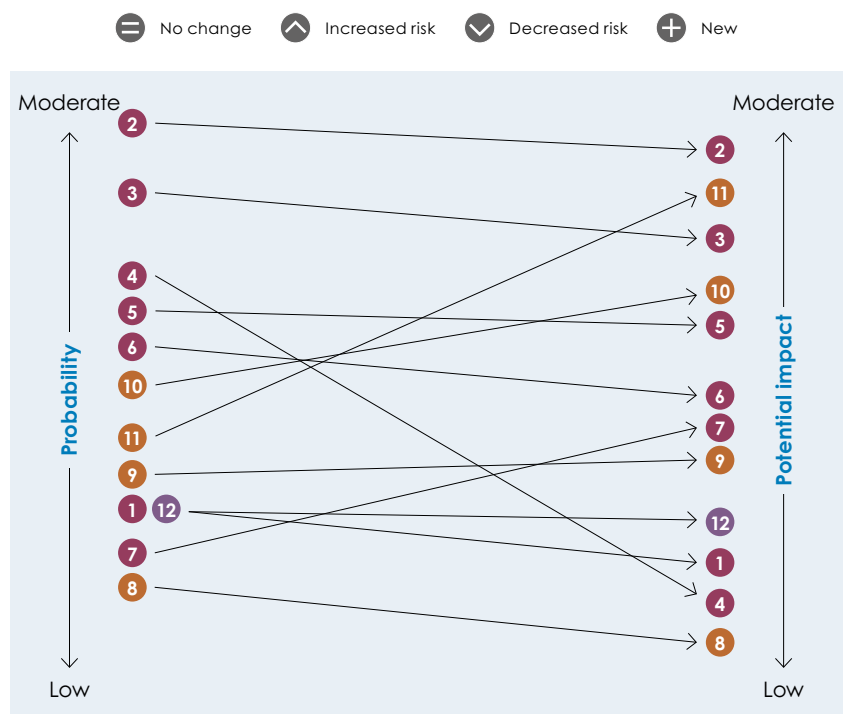 No change Increased risk Decreased risk New
Moderate Moderate
2 2
3 11
4 3
5 10
6 5
10 6
11 7
9 9
1 12 12
7 1
8 4
8
Probability Potential impact
Low Low